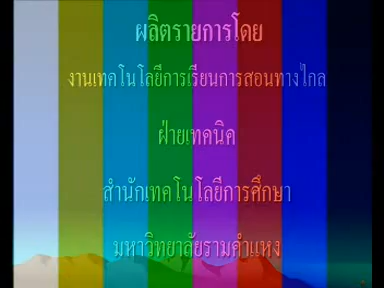 ผลิตรายการโดย
งานเทคโนโลยีการเรียนการสอนทางไกล
ฝ่ายเทคนิค
สำนักเทคโนโลยีการศึกษา
มหาวิทยาลัยรามคำแหง